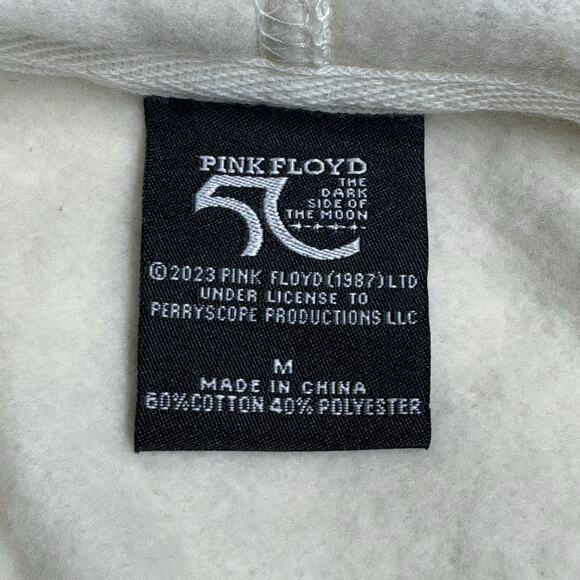 PINK FLOYD
50
THE
DARK
SIDE OF
THE MOON
©2023 PINK FLOYD (1987) LTD
UNDER LICENSE TO
PERRYSCOPE PRODUCTIONS LLC
M
MADE IN CHINA
60%COTTON 40% POLYESTER